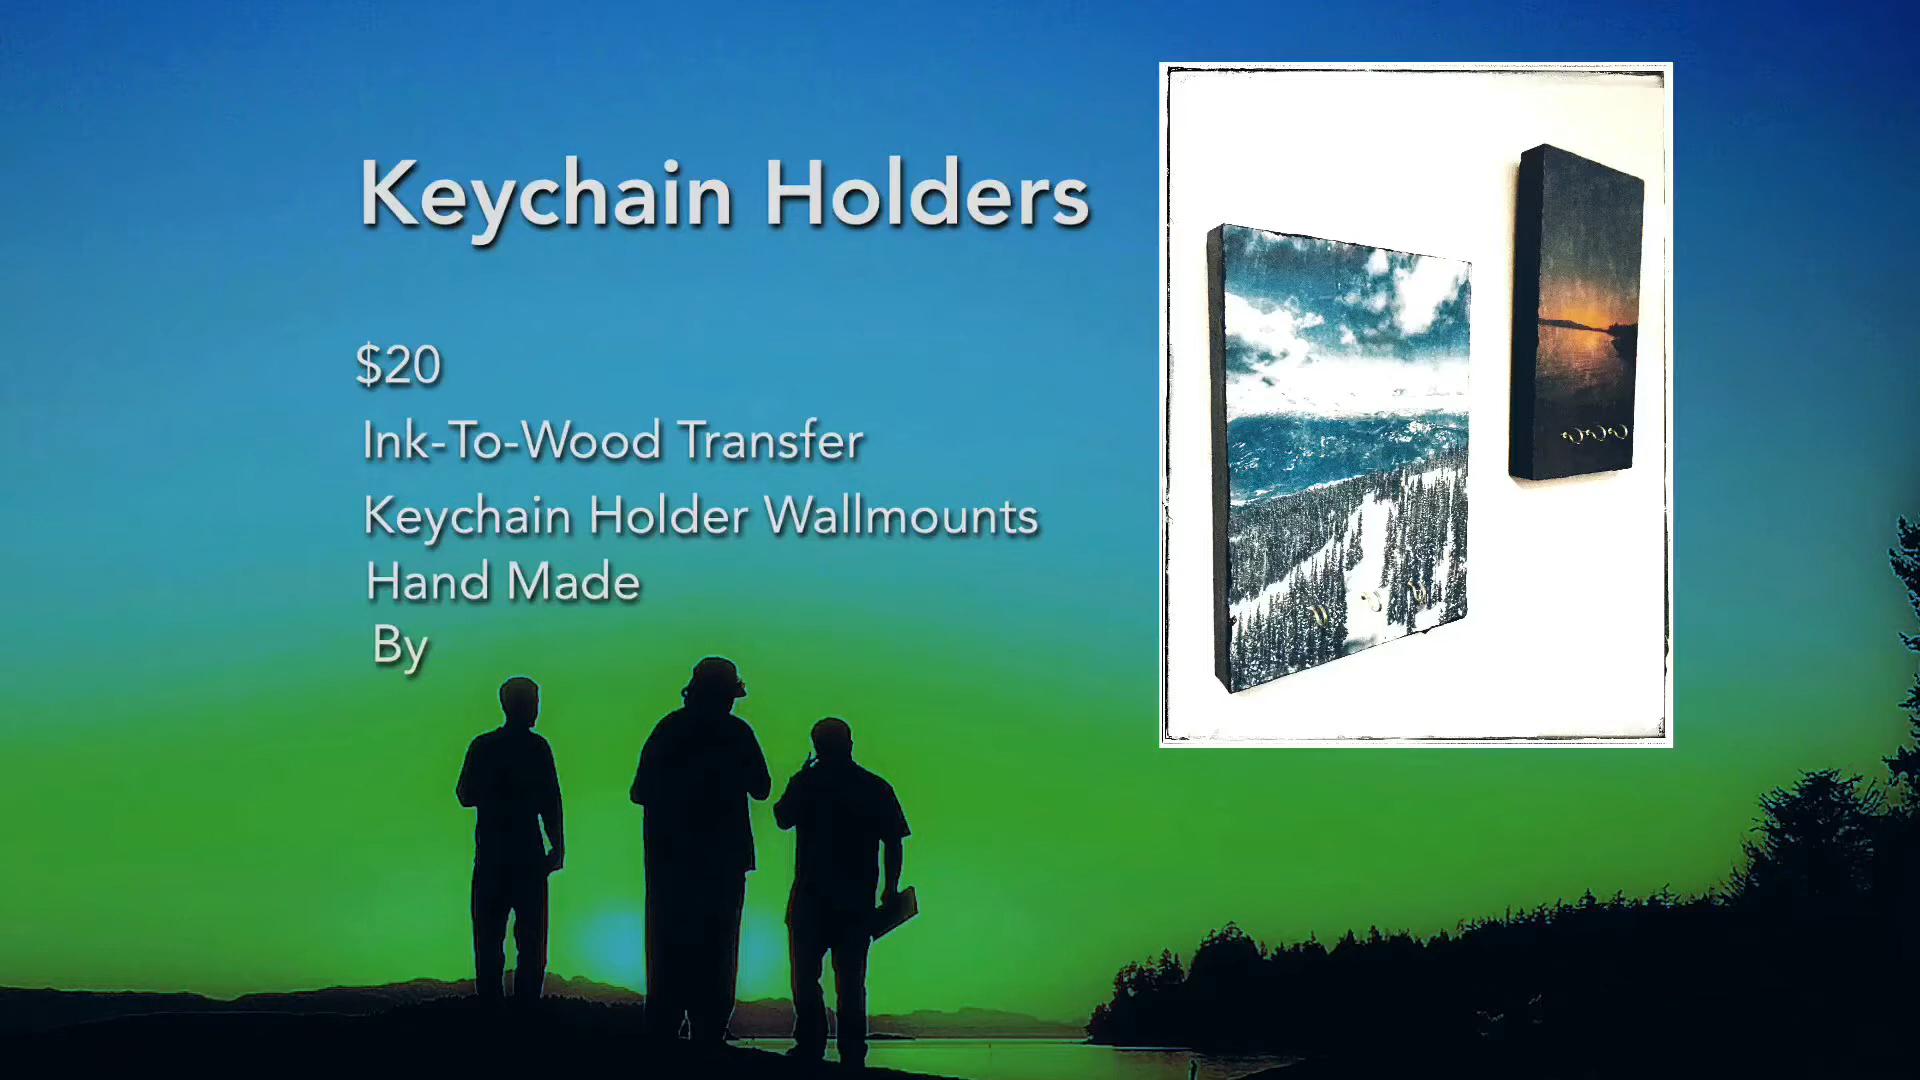 Keychain Holders
$20
Ink-To-Wood Transfer
Keychain Holder Wallmounts
Hand Made
By